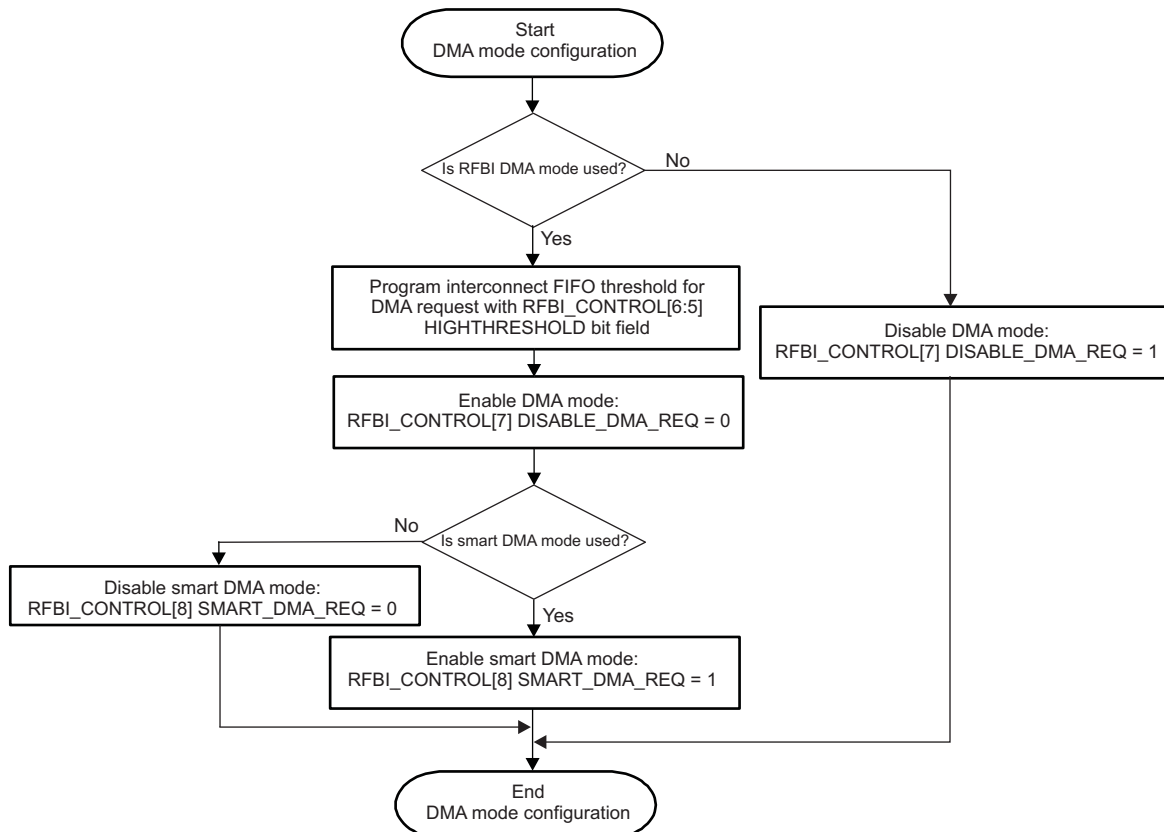 Start
DMA mode configuration
Is RFBI DMA mode used?
No
Yes
Program interconnect FIFO threshold for
DMA request with RFBI_CONTROL[6:5]
HIGHTHRESHOLD bit field
Disable DMA mode:
RFBI_CONTROL[7] DISABLE_DMA_REQ = 1
Enable DMA mode:
RFBI_CONTROL[7] DISABLE_DMA_REQ = 0
No
Is smart DMA mode used?
Disable smart DMA mode:
RFBI_CONTROL[8] SMART_DMA_REQ = 0
Yes
Enable smart DMA mode:
RFBI_CONTROL[8] SMART_DMA_REQ = 1
End
DMA mode configuration